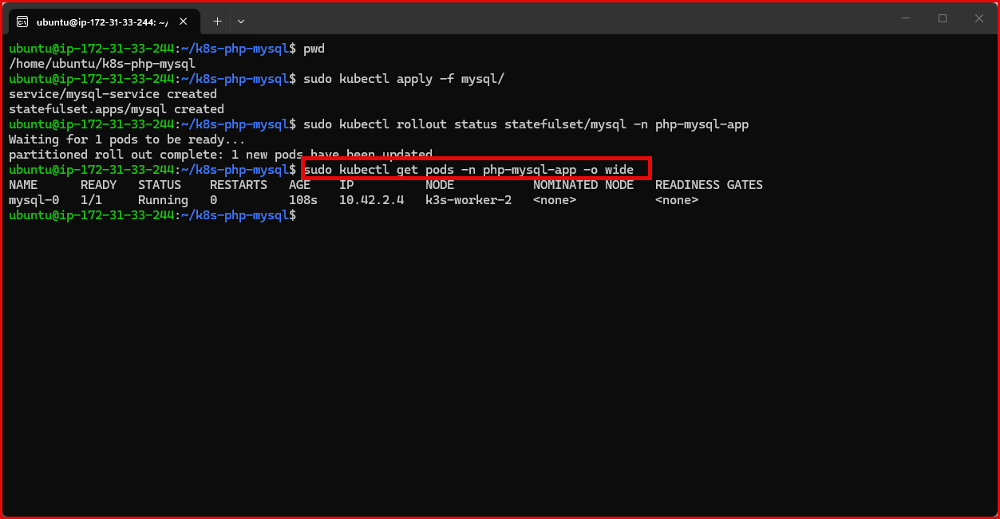 ubuntu@ip-172-31-33-244: ~/
ubuntu@ip-172-31-33-244:~/k8s-php-mysql$ pwd
/home/ubuntu/k8s-php-mysql
ubuntu@ip-172-31-33-244:~/k8s-php-mysql$ sudo kubectl apply -f mysql/
service/mysql-service created
statefulset.apps/mysql created
ubuntu@ip-172-31-33-244:~/k8s-php-mysql$ sudo kubectl rollout status statefulset/mysql -n php-mysql-app
Waiting for 1 pods to be ready...
partitioned roll out complete: 1 new pods have been updated
ubuntu@ip-172-31-33-244:~/k8s-php-mysql$ sudo kubectl get pods -n php-mysql-app -o wide
NAME READY STATUS RESTARTS AGE IP NODE NOMINATED NODE READINESS GATES
mysql-0 1/1 Running 0 108s 10.42.2.4 k3s-worker-2 <none> <none>
ubuntu@ip-172-31-33-244:~/k8s-php-mysql$